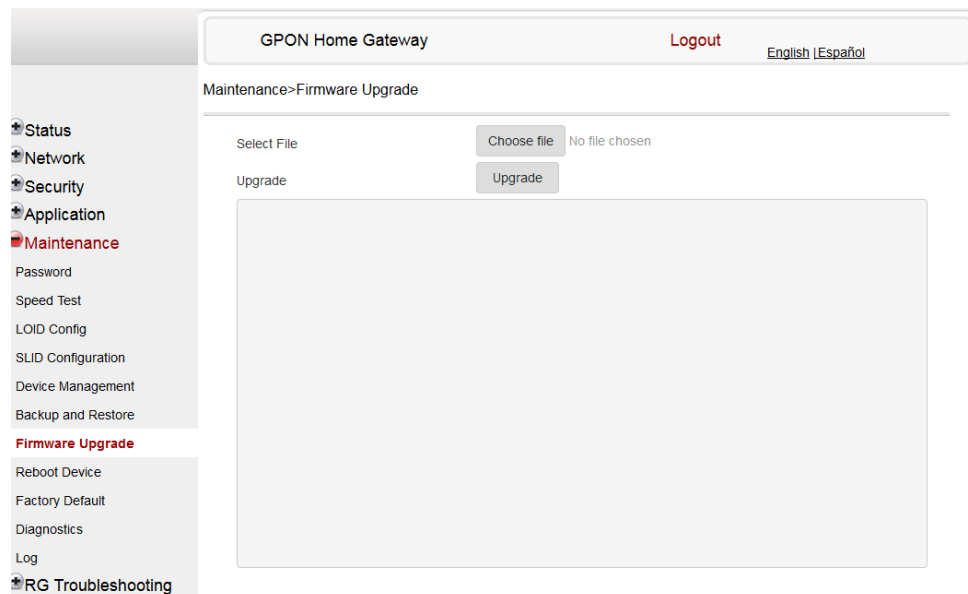 GPON Home Gateway
Logout
English | Español
Maintenance>Firmware Upgrade
Status
Network
Security
Application
Maintenance
Password
Speed Test
LOID Config
SLID Configuration
Device Management
Backup and Restore
Firmware Upgrade
Reboot Device
Factory Default
Diagnostics
Log
RG Troubleshooting
Select File
Choose file No file chosen
Upgrade
Upgrade